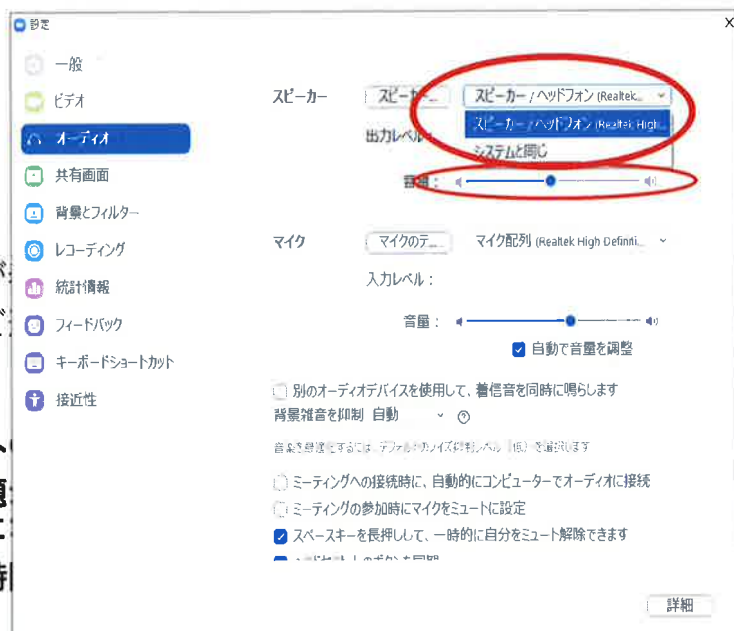 設定
X
一般
ビデオ
オーディオ
共有画面
背景とフィルター
レコーディング
統計情報
フィードバック
キーボードショートカット
接近性
スピーカー
スピーカー...
スピーカー / ヘッドフォン (Realtek...
スピーカー / ヘッドフォン (Realtek High...
システムと同じ
出力レベル：
音量：
マイク
マイクのテ...
マイク配列 (Realtek High Definiti...
入力レベル：
音量：
自動で音量を調整
別のオーディオデバイスを使用して、着信音を同時に鳴らします
背景雑音を抑制 自動
ミーティングへの接続時に、自動的にコンピューターでオーディオに接続
ミーティングの参加時にマイクをミュートに設定
スペースキーを長押しして、一時的に自分をミュート解除できます
詳細